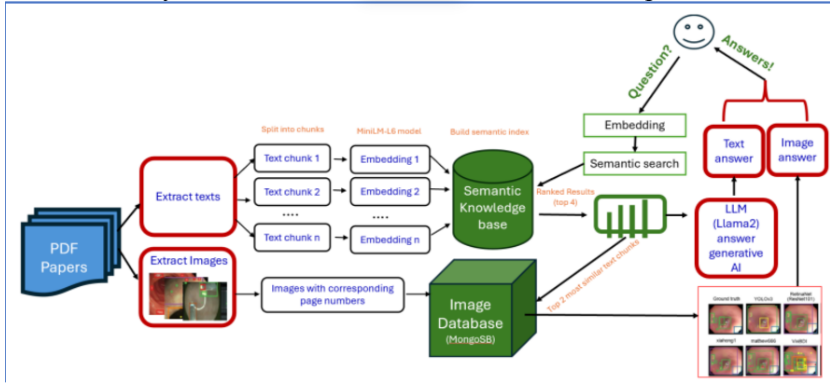 Question?
Answers!
Embedding
Semantic search
Split into chunks
MiniLM-L6 model
Build semantic index
Text chunk 1
Embedding 1
Text chunk 2
Embedding 2
....
....
Text chunk n
Embedding n
Extract texts
PDF
Papers
Extract Images
Images with corresponding
page numbers
Semantic
Knowledge
base
Ranked Results
(top 4)
Top 2 most similar text chunks
Image
Database
(MongoSB)
LLM
(Llama2)
answer
generative
AI
Text
answer
Image
answer
Ground truth
YOLOv3
RetinaNet
(ResNet101)